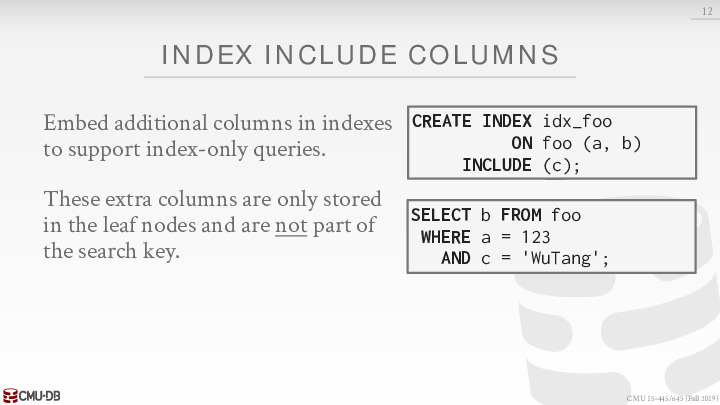 12
INDEX INCLUDE COLUMNS
Embed additional columns in indexes
to support index-only queries.
These extra columns are only stored
in the leaf nodes and are not part of
the search key.
CREATE INDEX idx_foo
ON foo (a, b)
INCLUDE (c);
SELECT b FROM foo
WHERE a = 123
AND c = 'WuTang';
CMU·DB
CMU 15-445/645 (Fall 2019)